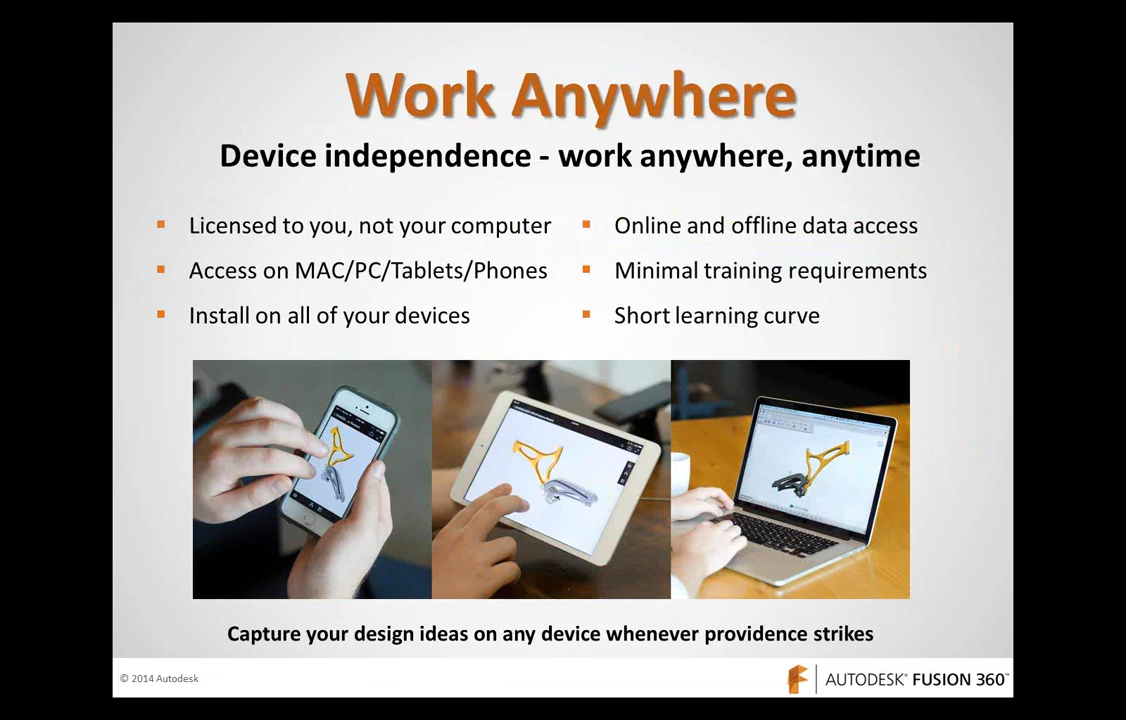 Work Anywhere
Device independence - work anywhere, anytime
Licensed to you, not your computer
Access on MAC/PC/Tablets/Phones
Install on all of your devices
Online and offline data access
Minimal training requirements
Short learning curve
Capture your design ideas on any device whenever providence strikes
© 2014 Autodesk
AUTODESK® FUSION 360™